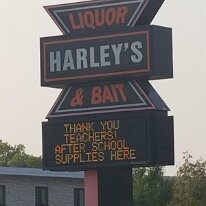 LIQUOR
HARLEY'S
& BAIT
THANK YOU
TEACHERS!
AFTER SCHOOL
SUPPLIES HERE